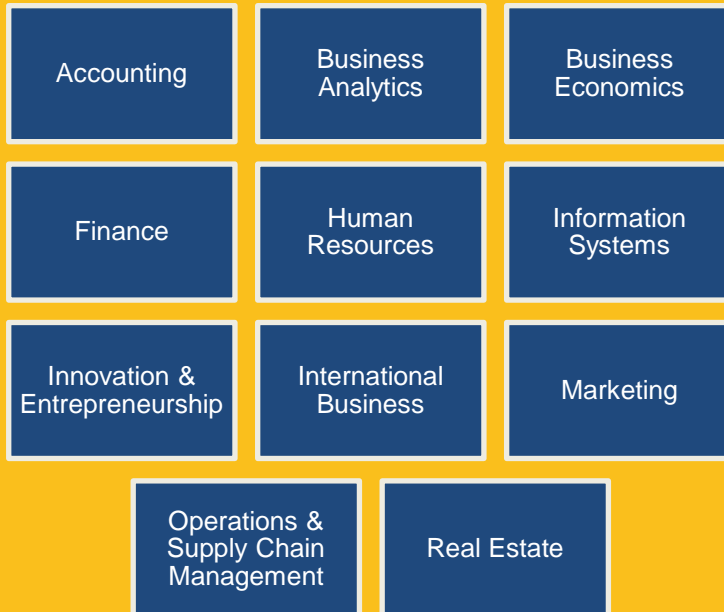 Accounting
Business
Analytics
Business
Economics
Finance
Human
Resources
Information
Systems
Innovation &
Entrepreneurship
International
Business
Marketing
Operations &
Supply Chain
Management
Real Estate